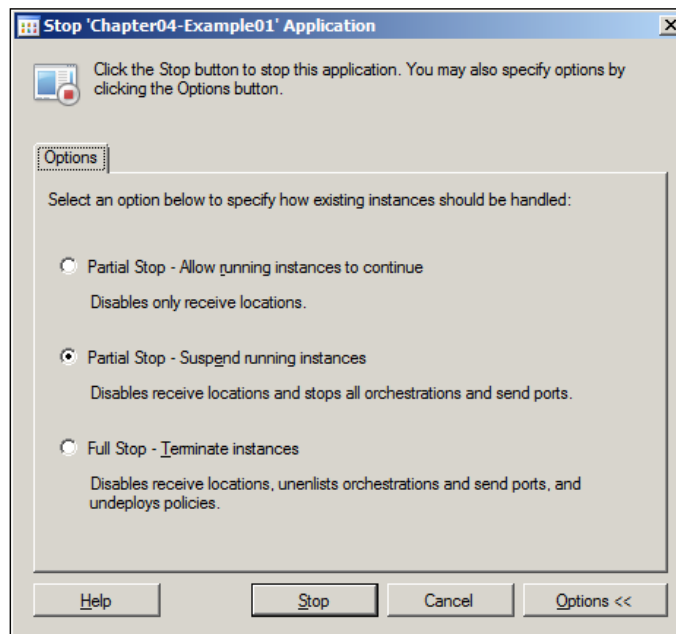 Stop 'Chapter04-Example01' Application
Click the Stop button to stop this application. You may also specify options by
clicking the Options button.
Options
Select an option below to specify how existing instances should be handled:
Partial Stop - Allow running instances to continue
Disables only receive locations.
Partial Stop - Suspend running instances
Disables receive locations and stops all orchestrations and send ports.
Full Stop - Terminate instances
Disables receive locations, unenlists orchestrations and send ports, and
undeploys policies.
Help
Stop
Cancel
Options <<